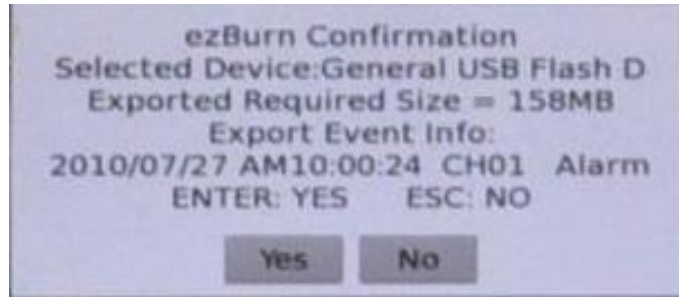 ezBurn Confirmation
Selected Device:General USB Flash D
Exported Required Size = 158MB
Export Event Info:
2010/07/27 AM10:00:24 CH01 Alarm
ENTER: YES ESC: NO
Yes No